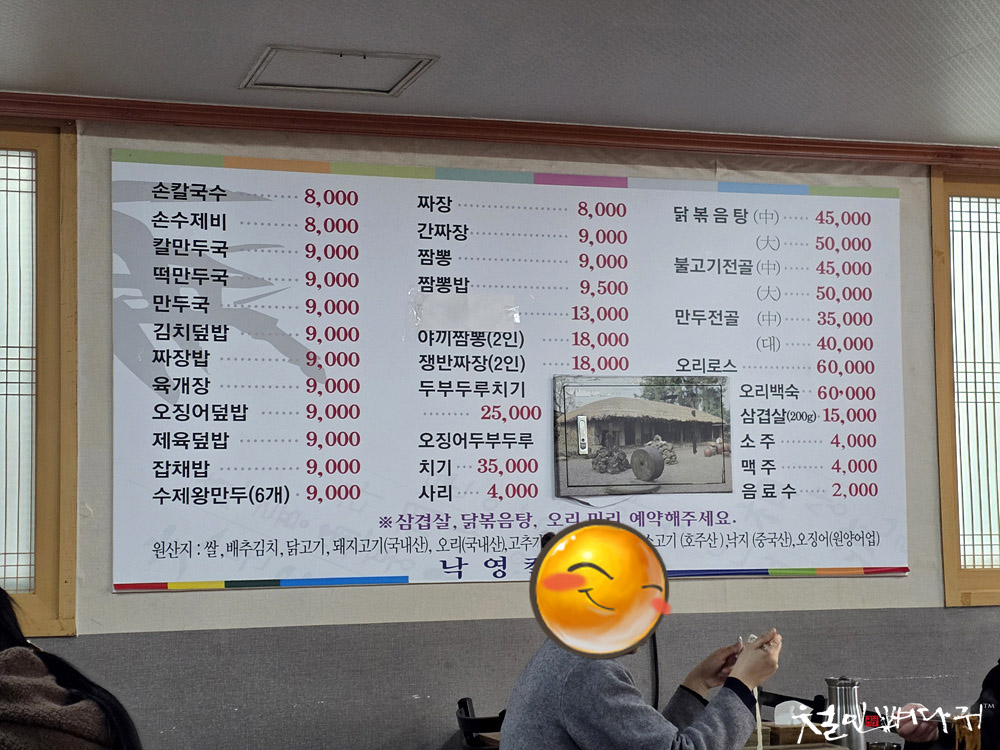 손칼국수 ········ 8,000
손수제비 ········ 8,000
칼만두국 ········ 9,000
떡만두국 ········ 9,000
만두국 ········ 9,000
김치덮밥 ········ 9,000
짜장밥 ········ 9,000
육개장 ········ 9,000
오징어덮밥 ········ 9,000
제육덮밥 ········ 9,000
잡채밥 ········ 9,000
수제왕만두(6개) · 9,000
짜장 ········ 8,000
간짜장 ········ 9,000
짬뽕 ········ 9,000
짬뽕밥 ········ 9,500
········ 13,000
야끼짬뽕(2인) ···· 18,000
쟁반짜장(2인) ···· 18,000
두부두루치기
······ 25,000
오징어두부두루
치기 ···· 35,000
사리 ···· 4,000
닭볶음탕 (中) ····· 45,000
(大) ····· 50,000
불고기전골 (中) ···· 45,000
(大) ····· 50,000
만두전골 (中) ····· 35,000
(대) ····· 40,000
오리로스 ········ 60,000
오리백숙 ·· 60,000
삼겹살(200g) · 15,000
소주 ······ 4,000
맥주 ······ 4,000
음료수 ···· 2,000
※삼겹살, 닭볶음탕, 오리 미리 예약해주세요.
원산지 : 쌀, 배추김치, 닭고기, 돼지고기(국내산), 오리(국내산), 고추가 소고기 (호주산), 낙지 (중국산), 오징어(원양어업)
낙영